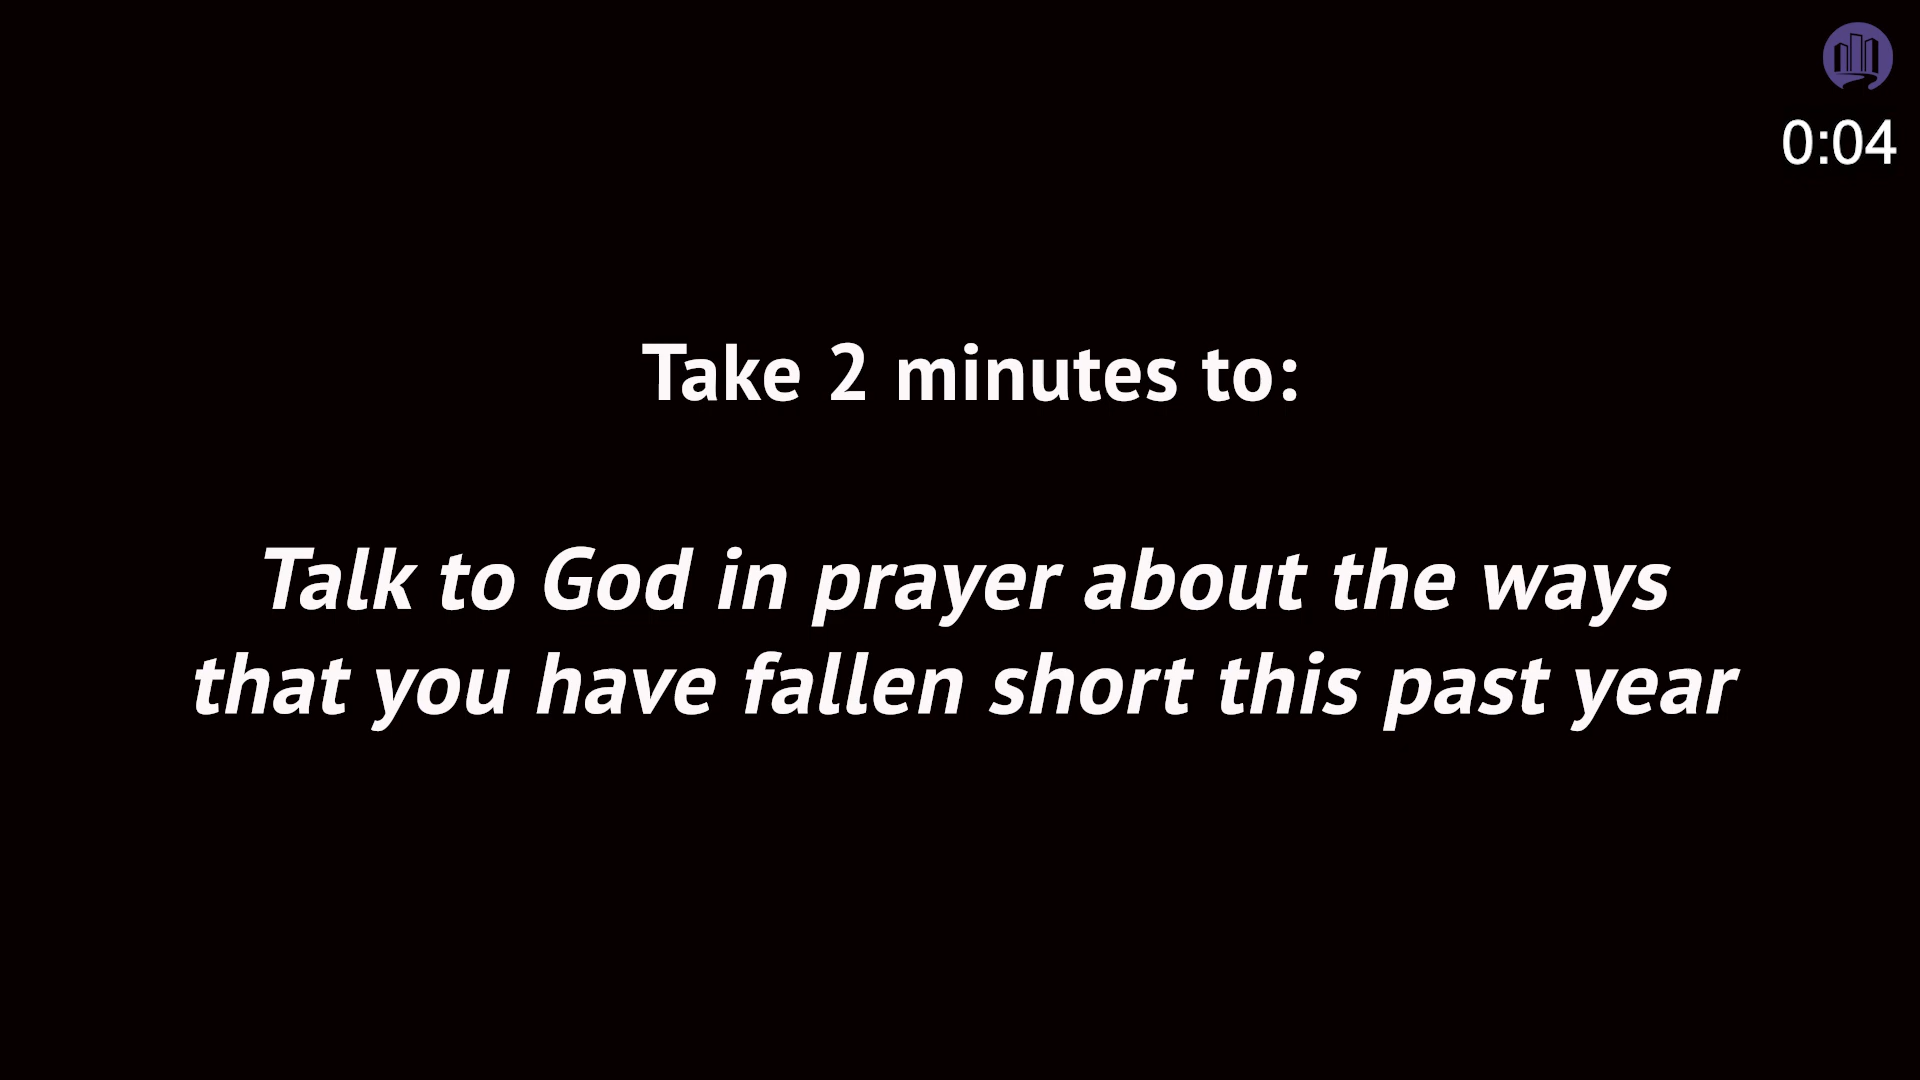 0:04
Take 2 minutes to:
Talk to God in prayer about the ways
that you have fallen short this past year